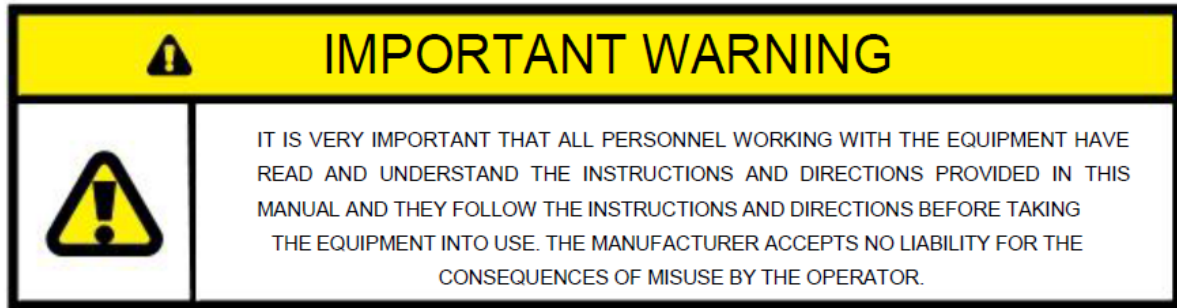 IMPORTANT WARNING
IT IS VERY IMPORTANT THAT ALL PERSONNEL WORKING WITH THE EQUIPMENT HAVE
READ AND UNDERSTAND THE INSTRUCTIONS AND DIRECTIONS PROVIDED IN THIS
MANUAL AND THEY FOLLOW THE INSTRUCTIONS AND DIRECTIONS BEFORE TAKING
THE EQUIPMENT INTO USE. THE MANUFACTURER ACCEPTS NO LIABILITY FOR THE
CONSEQUENCES OF MISUSE BY THE OPERATOR.